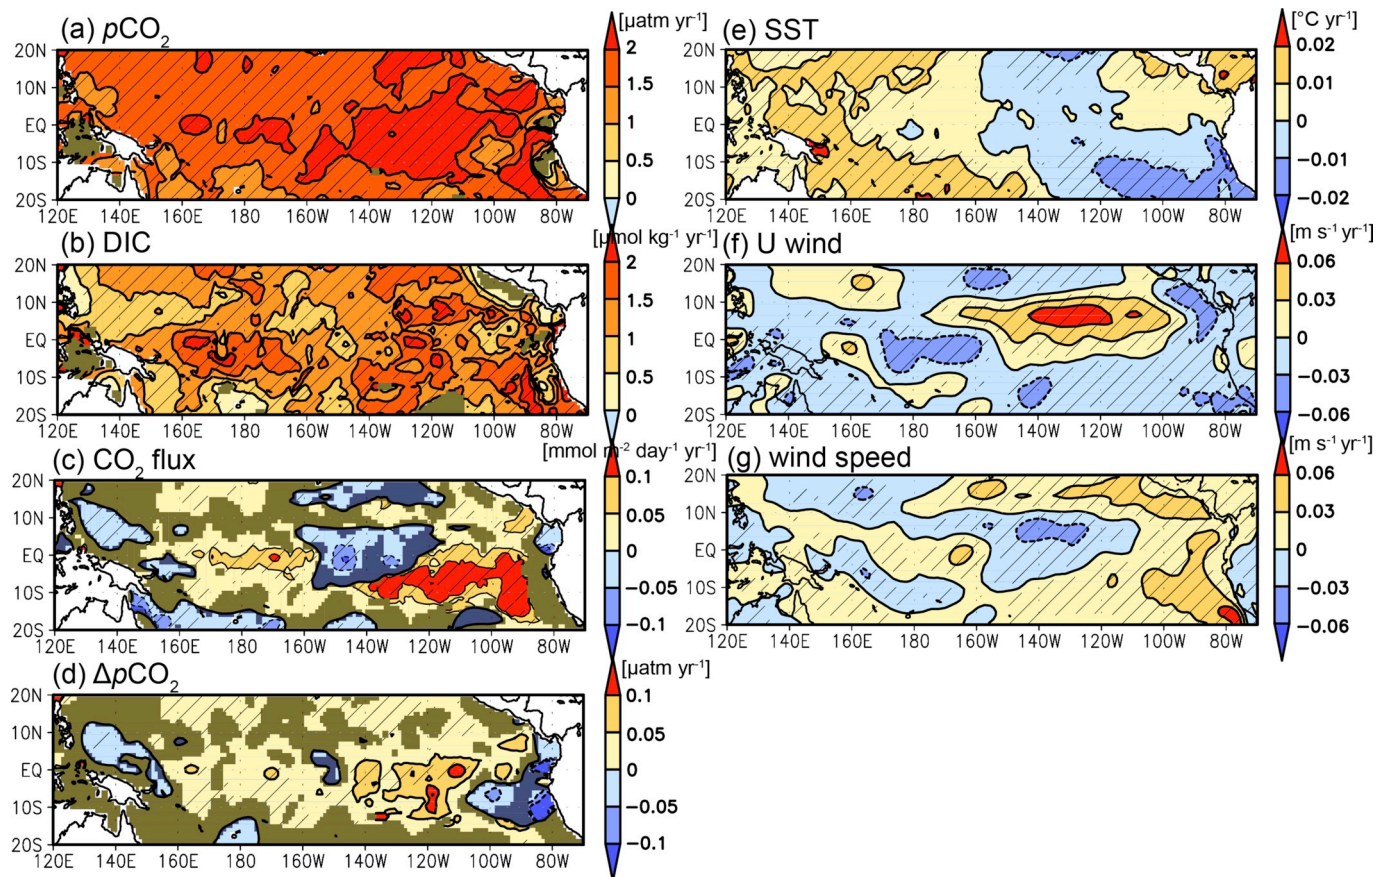 (a) pCO₂
[µatm yr⁻¹]
20N
10N
EQ
10S
20S
120E 140E 160E 180 160W 140W 120W 100W 80W
2
1.5
1
0.5
0
(b) DIC
[µmol kg⁻¹ yr⁻¹]
20N
10N
EQ
10S
20S
120E 140E 160E 180 160W 140W 120W 100W 80W
2
1
1.5
0.5
0
(c) CO₂ flux
[mmol m⁻² day⁻¹ yr⁻¹]
20N
10N
EQ
10S
20S
120E 140E 160E 180 160W 140W 120W 100W 80W
0.1
0.05
0
−0.05
−0.1
(d) ΔpCO₂
[µatm yr⁻¹]
20N
10N
EQ
10S
20S
120E 140E 160E 180 160W 140W 120W 100W 80W
0.1
0.05
0
−0.05
−0.1
(e) SST
[°C yr⁻¹]
20N
10N
EQ
10S
20S
120E 140E 160E 180 160W 140W 120W 100W 80W
0.02
0.01
0
−0.01
−0.02
(f) U wind
[m s⁻¹ yr⁻¹]
20N
10N
EQ
10S
20S
120E 140E 160E 180 160W 140W 120W 100W 80W
0.06
0.03
0
−0.03
−0.06
(g) wind speed
[m s⁻¹ yr⁻¹]
20N
10N
EQ
10S
20S
120E 140E 160E 180 160W 140W 120W 100W 80W
0.06
0.03
0
−0.03
−0.06